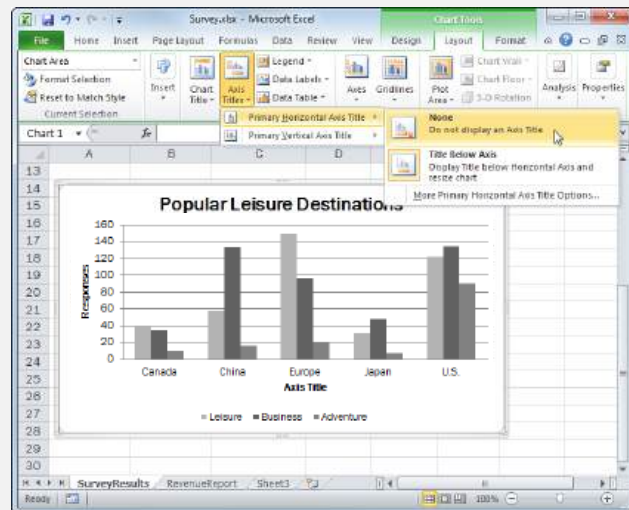 Survey.xlsx - Microsoft Excel
Chart Tools
File Home Insert Page Layout Formulas Data Review View Design Layout Format
Chart Area
Format Selection
Reset to Match Style
Current Selection
Insert
Chart Title
Axis Titles
Legend
Data Labels
Data Table
Axes
Gridlines
Plot Area
Chart Wall
Chart Floor
3-D Rotation
Analysis
Properties
Primary Horizontal Axis Title
Primary Vertical Axis Title
None
Do not display an Axis Title
Title Below Axis
Display Title below Horizontal Axis and
resize chart
More Primary Horizontal Axis Title Options...
Chart 1
fx
A B C D
13
14
15
16
17
18
19
20
21
22
23
24
25
26
27
28
29
30
Popular Leisure Destinations
Responses
160
140
120
100
80
60
40
20
0
Canada China Europe Japan U.S.
Axis Title
Leisure Business Adventure
SurveyResults RevenueReport Sheet3
Ready
100%